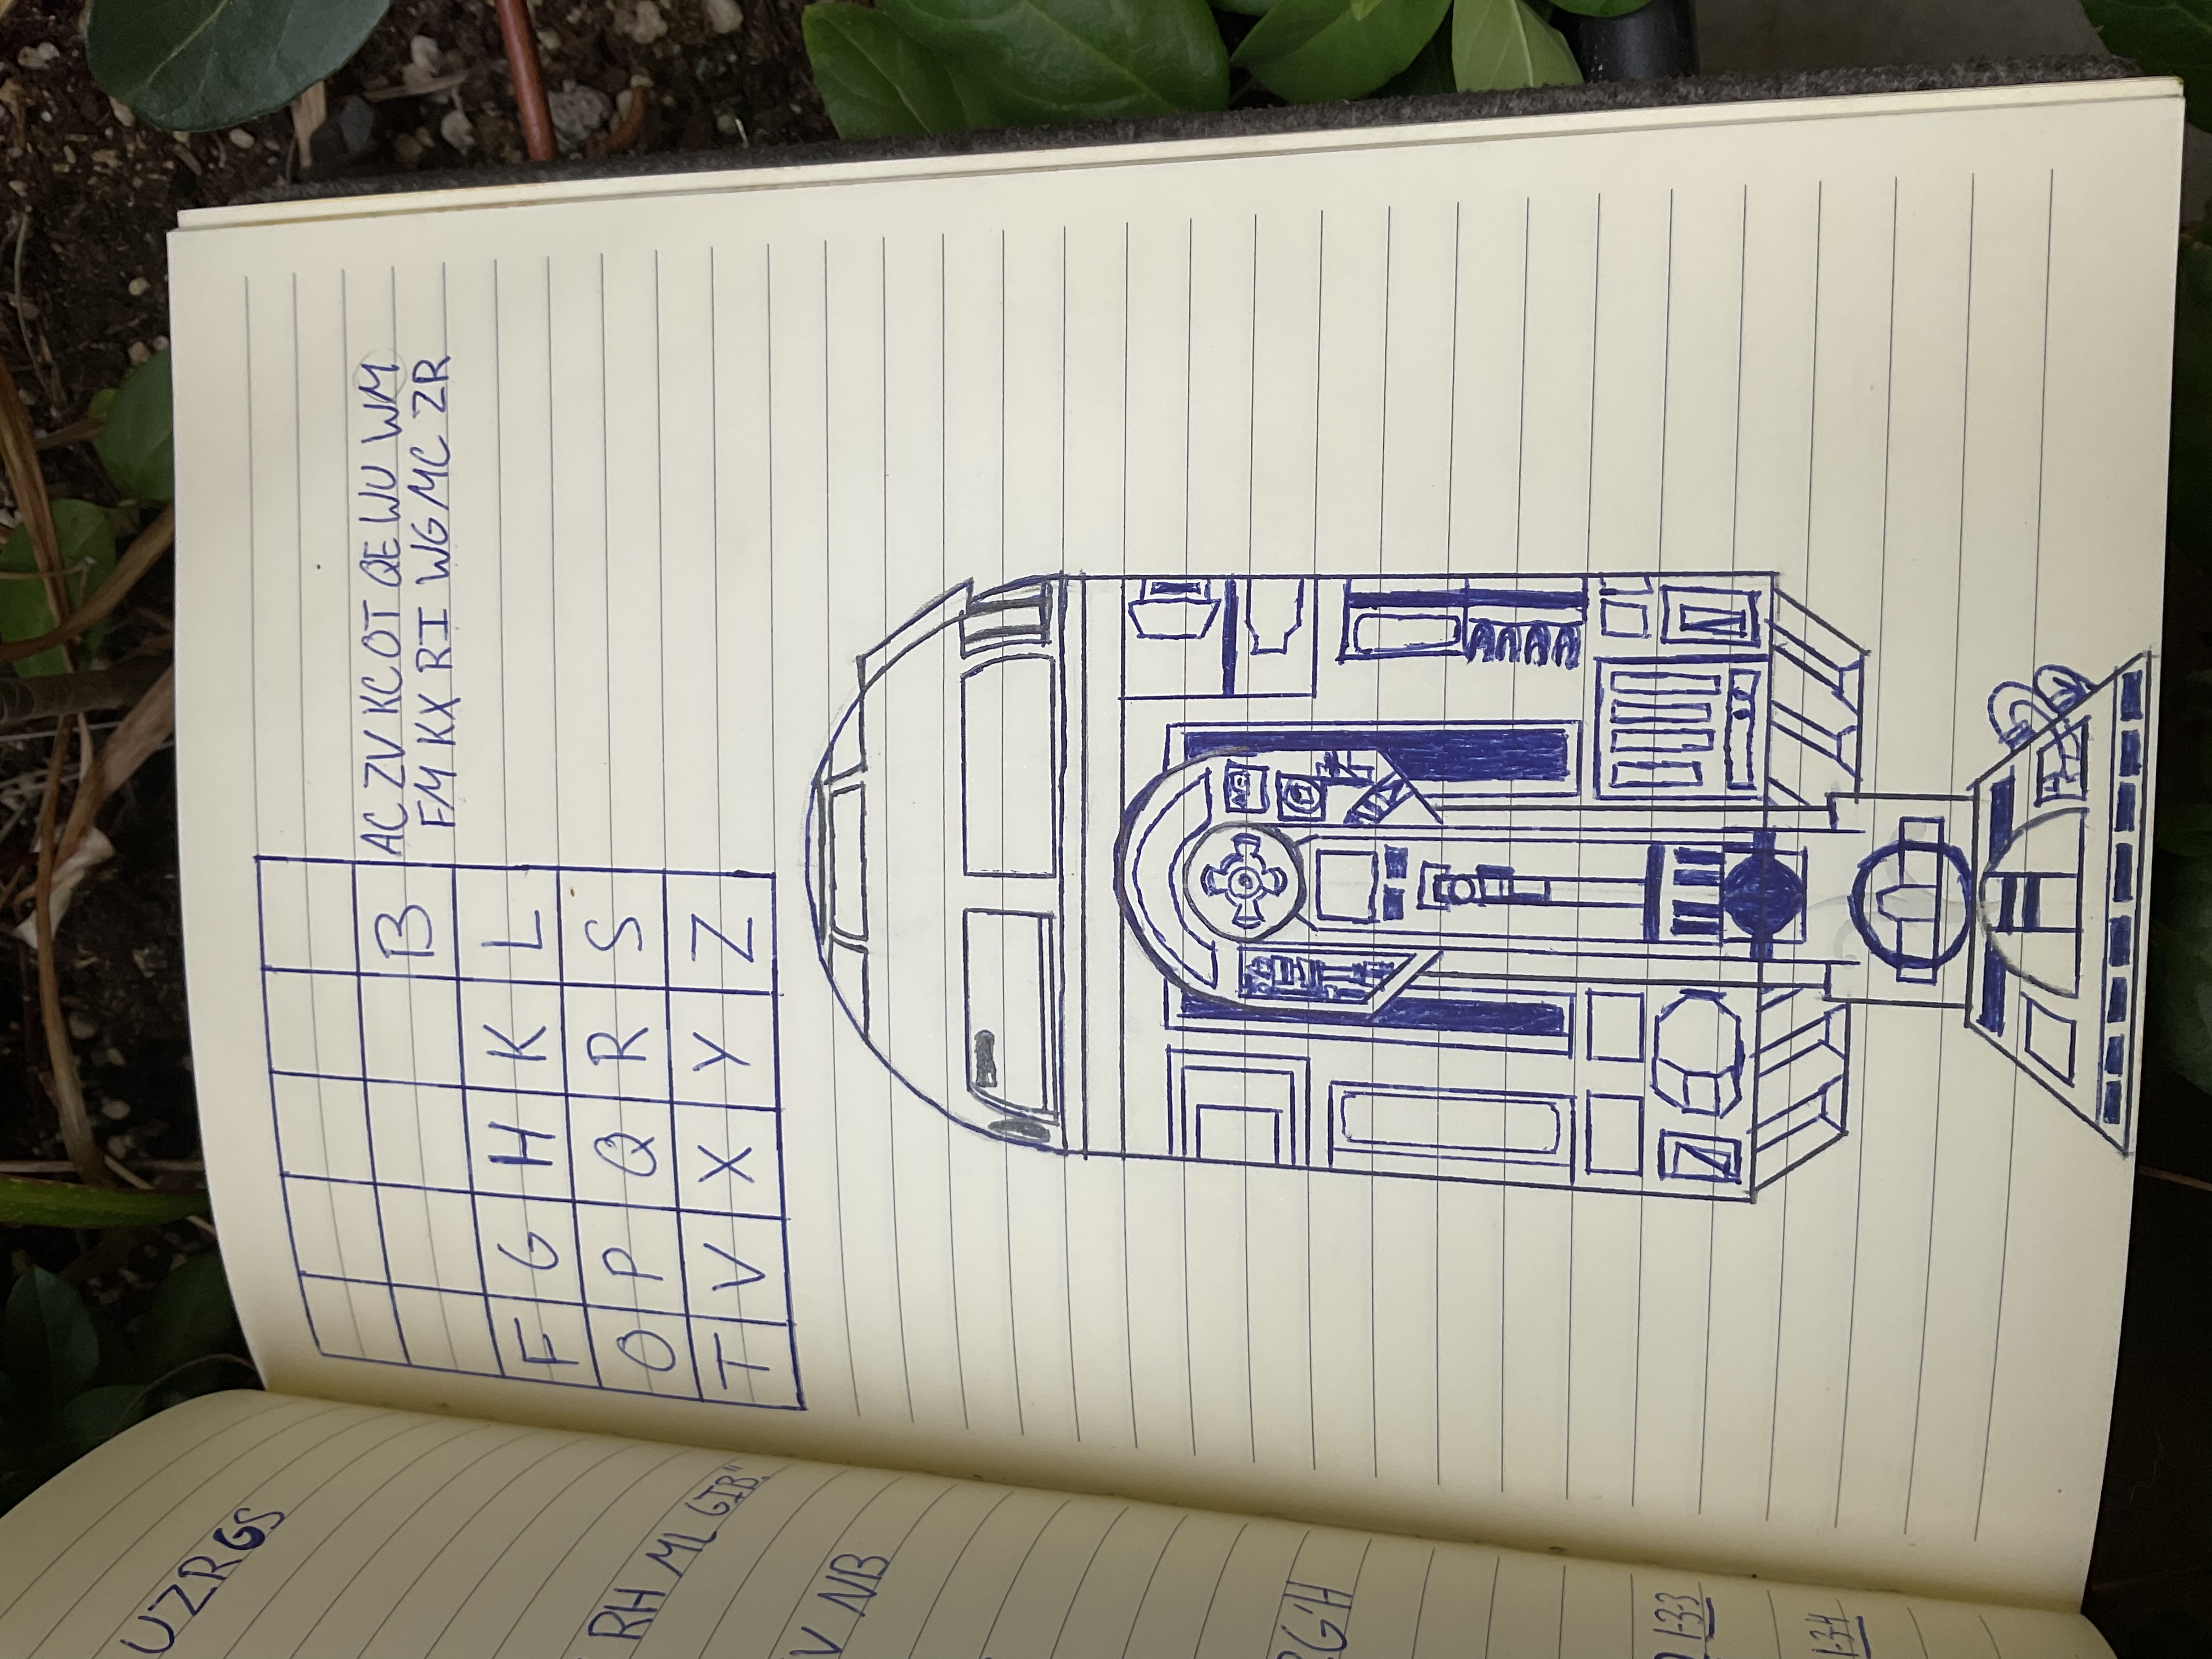 UZRGS
RH ML GIB."
V NB
G'H
1-3-3
1-3-4
B
F G H K L
O P Q R S
T V X Y Z
AC ZV KC OT QE WU WM
FM KX RI WG MC ZR